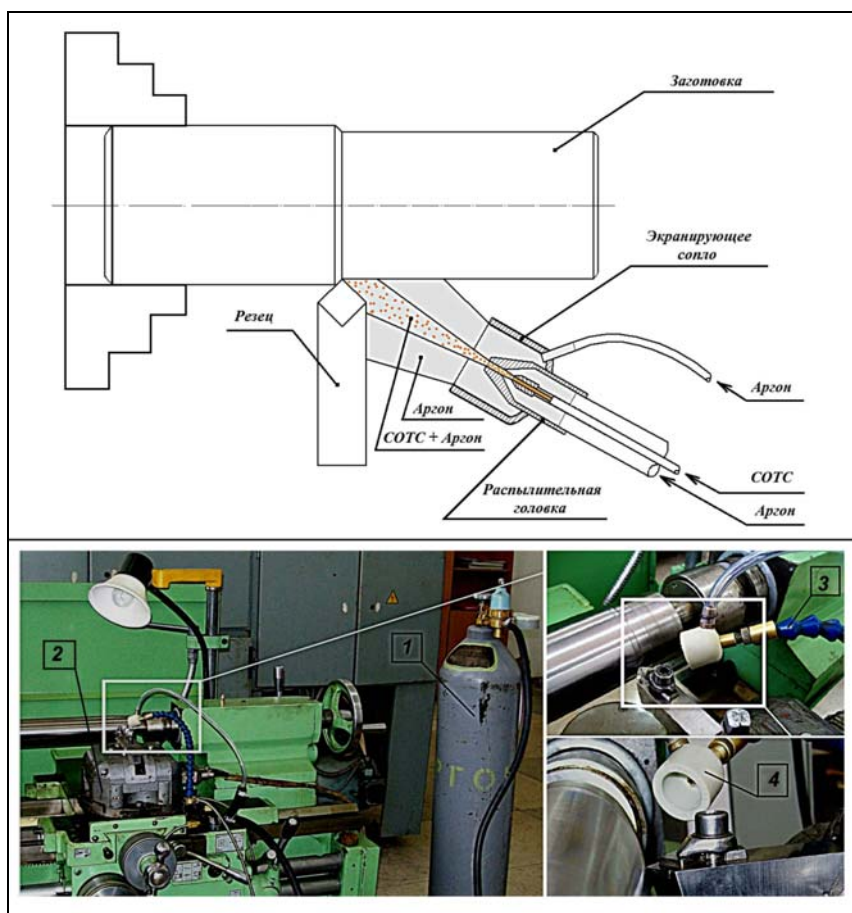 Заготовка
Экранирующее
сопло
Резец
Аргон
Аргон
СОТС + Аргон
СОТС
Распылительная
головка
Аргон
3
2
1
4